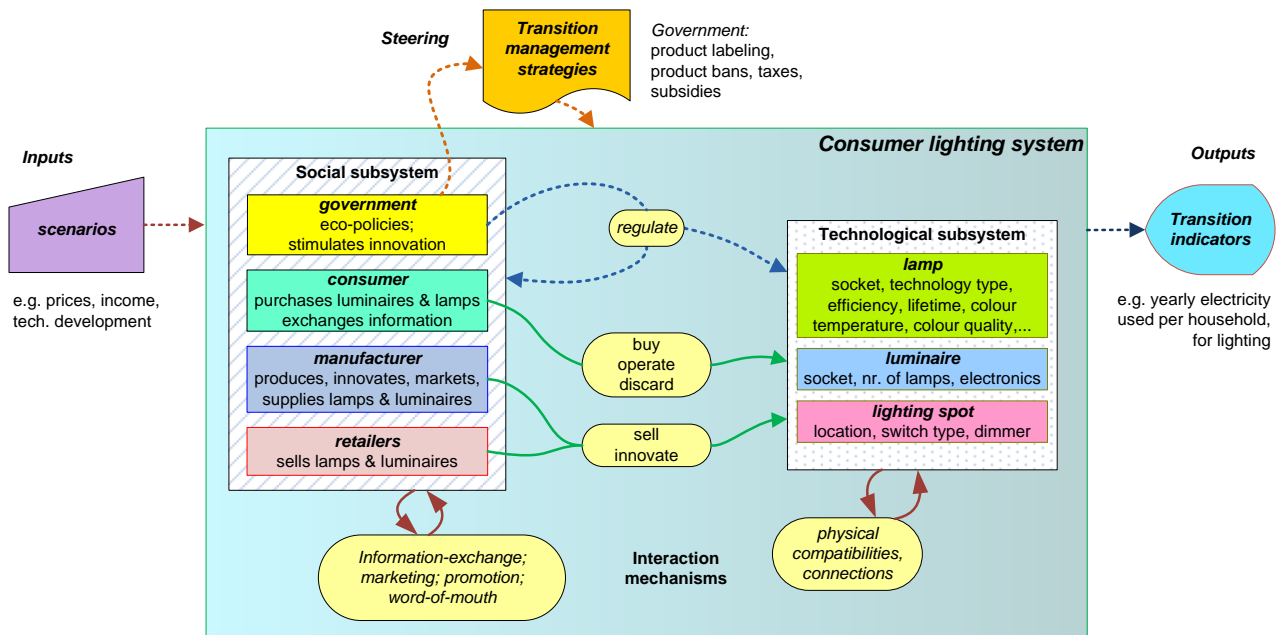 Steering
Transition
management
strategies
Government:
product labeling,
product bans, taxes,
subsidies
Inputs
scenarios
e.g. prices, income,
tech. development
Consumer lighting system
Social subsystem
government
eco-policies;
stimulates innovation
consumer
purchases luminaires & lamps
exchanges information
manufacturer
produces, innovates, markets,
supplies lamps & luminaires
retailers
sells lamps & luminaires
regulate
buy
operate
discard
sell
innovate
Technological subsystem
lamp
socket, technology type,
efficiency, lifetime, colour
temperature, colour quality,...
luminaire
socket, nr. of lamps, electronics
lighting spot
location, switch type, dimmer
Information-exchange;
marketing; promotion;
word-of-mouth
Interaction
mechanisms
physical
compatibilities,
connections
Outputs
Transition
indicators
e.g. yearly electricity
used per household,
for lighting